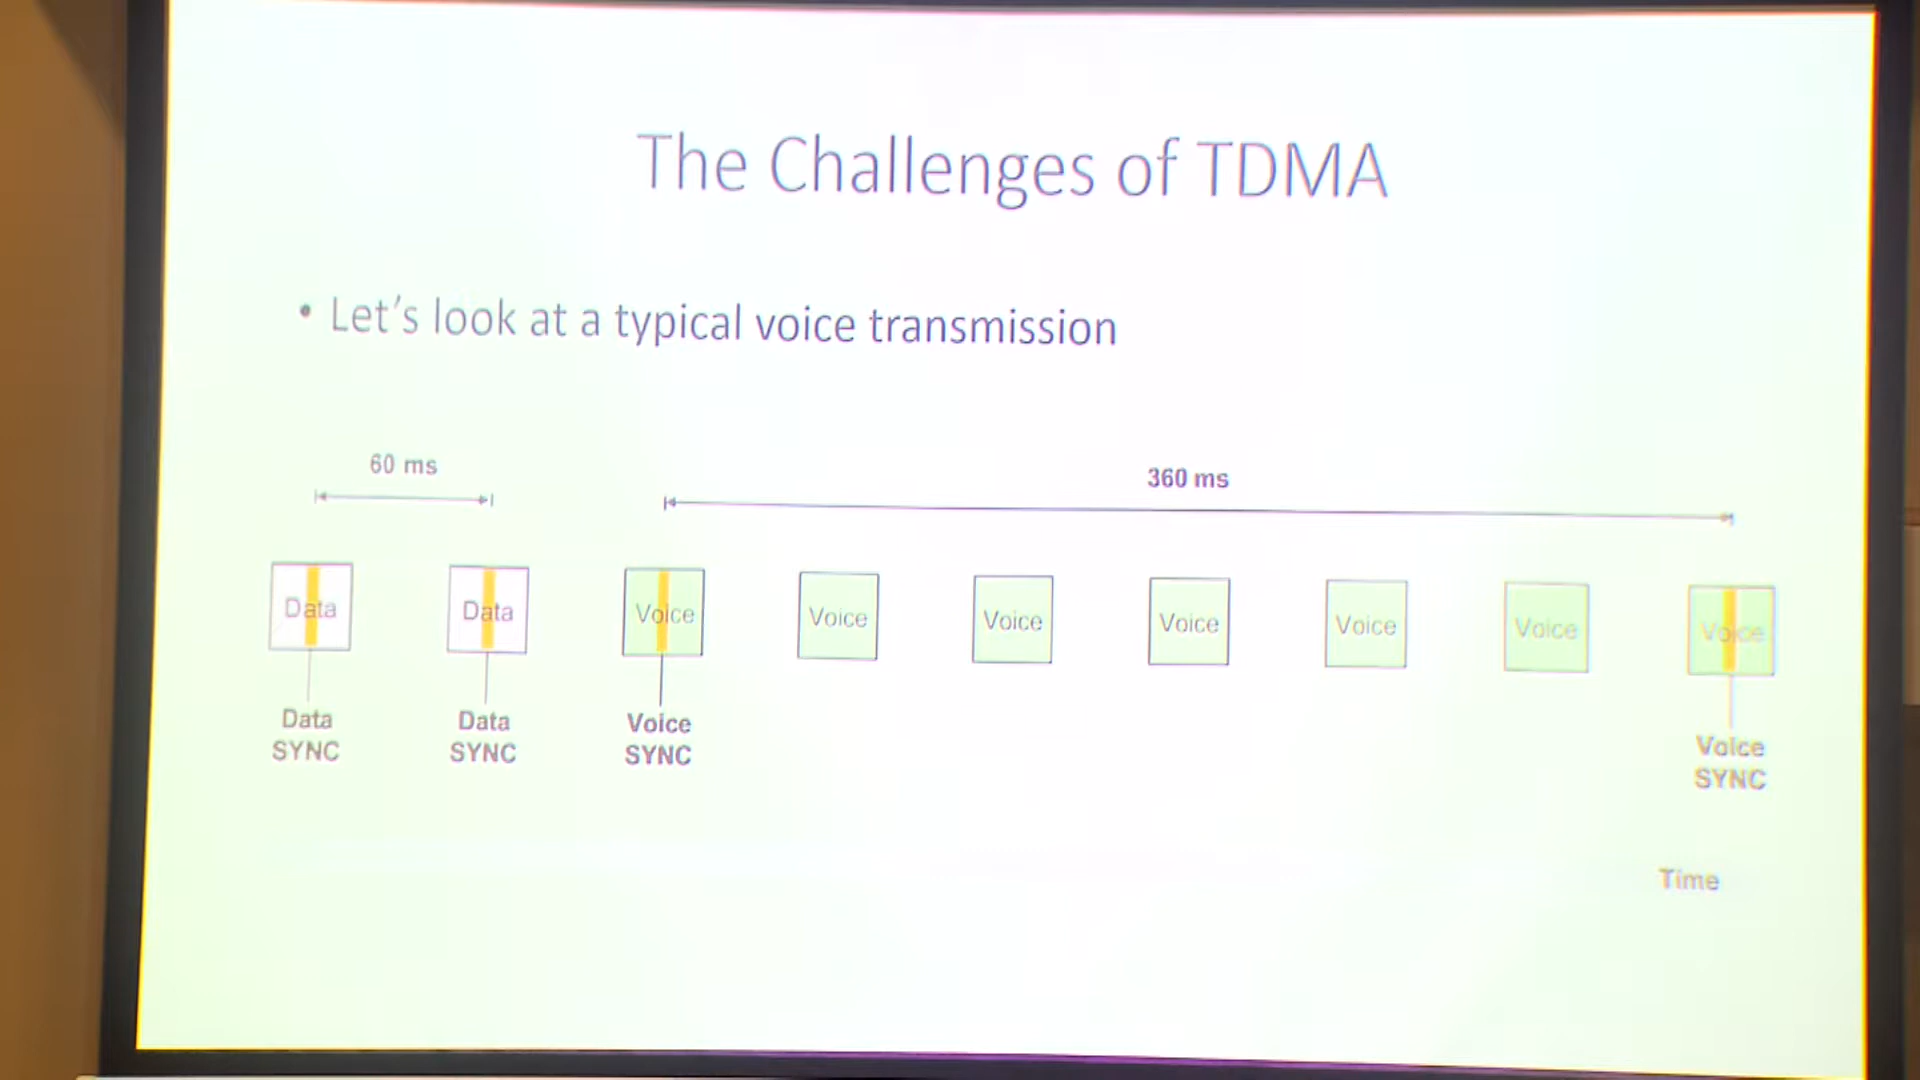 The Challenges of TDMA
• Let's look at a typical voice transmission
60 ms
360 ms
Data
Data
Voice
Voice
Voice
Voice
Voice
Voice
Voice
Data
SYNC
Data
SYNC
Voice
SYNC
Voice
SYNC
Time